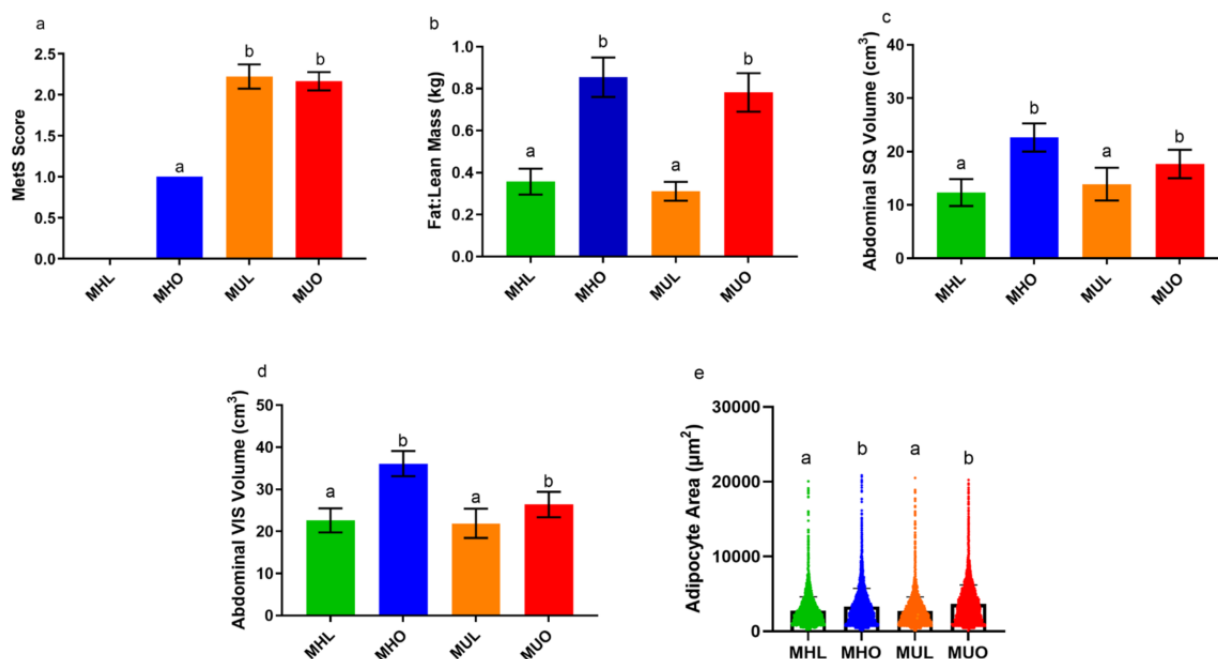 a
MetS Score
2.5
2.0
1.5
1.0
0.5
0.0
a
b
b
MHL
MHO
MUL
MUO
b
Fat:Lean Mass (kg)
1.0
0.8
0.6
0.4
0.2
0.0
a
b
a
b
MHL
MHO
MUL
MUO
c
Abdominal SQ Volume (cm³)
40
30
20
10
0
a
b
a
b
MHL
MHO
MUL
MUO
d
Abdominal VIS Volume (cm³)
50
40
30
20
10
0
a
b
a
b
MHL
MHO
MUL
MUO
e
Adipocyte Area (µm²)
30000
20000
10000
0
a
b
a
b
MHL
MHO
MUL
MUO